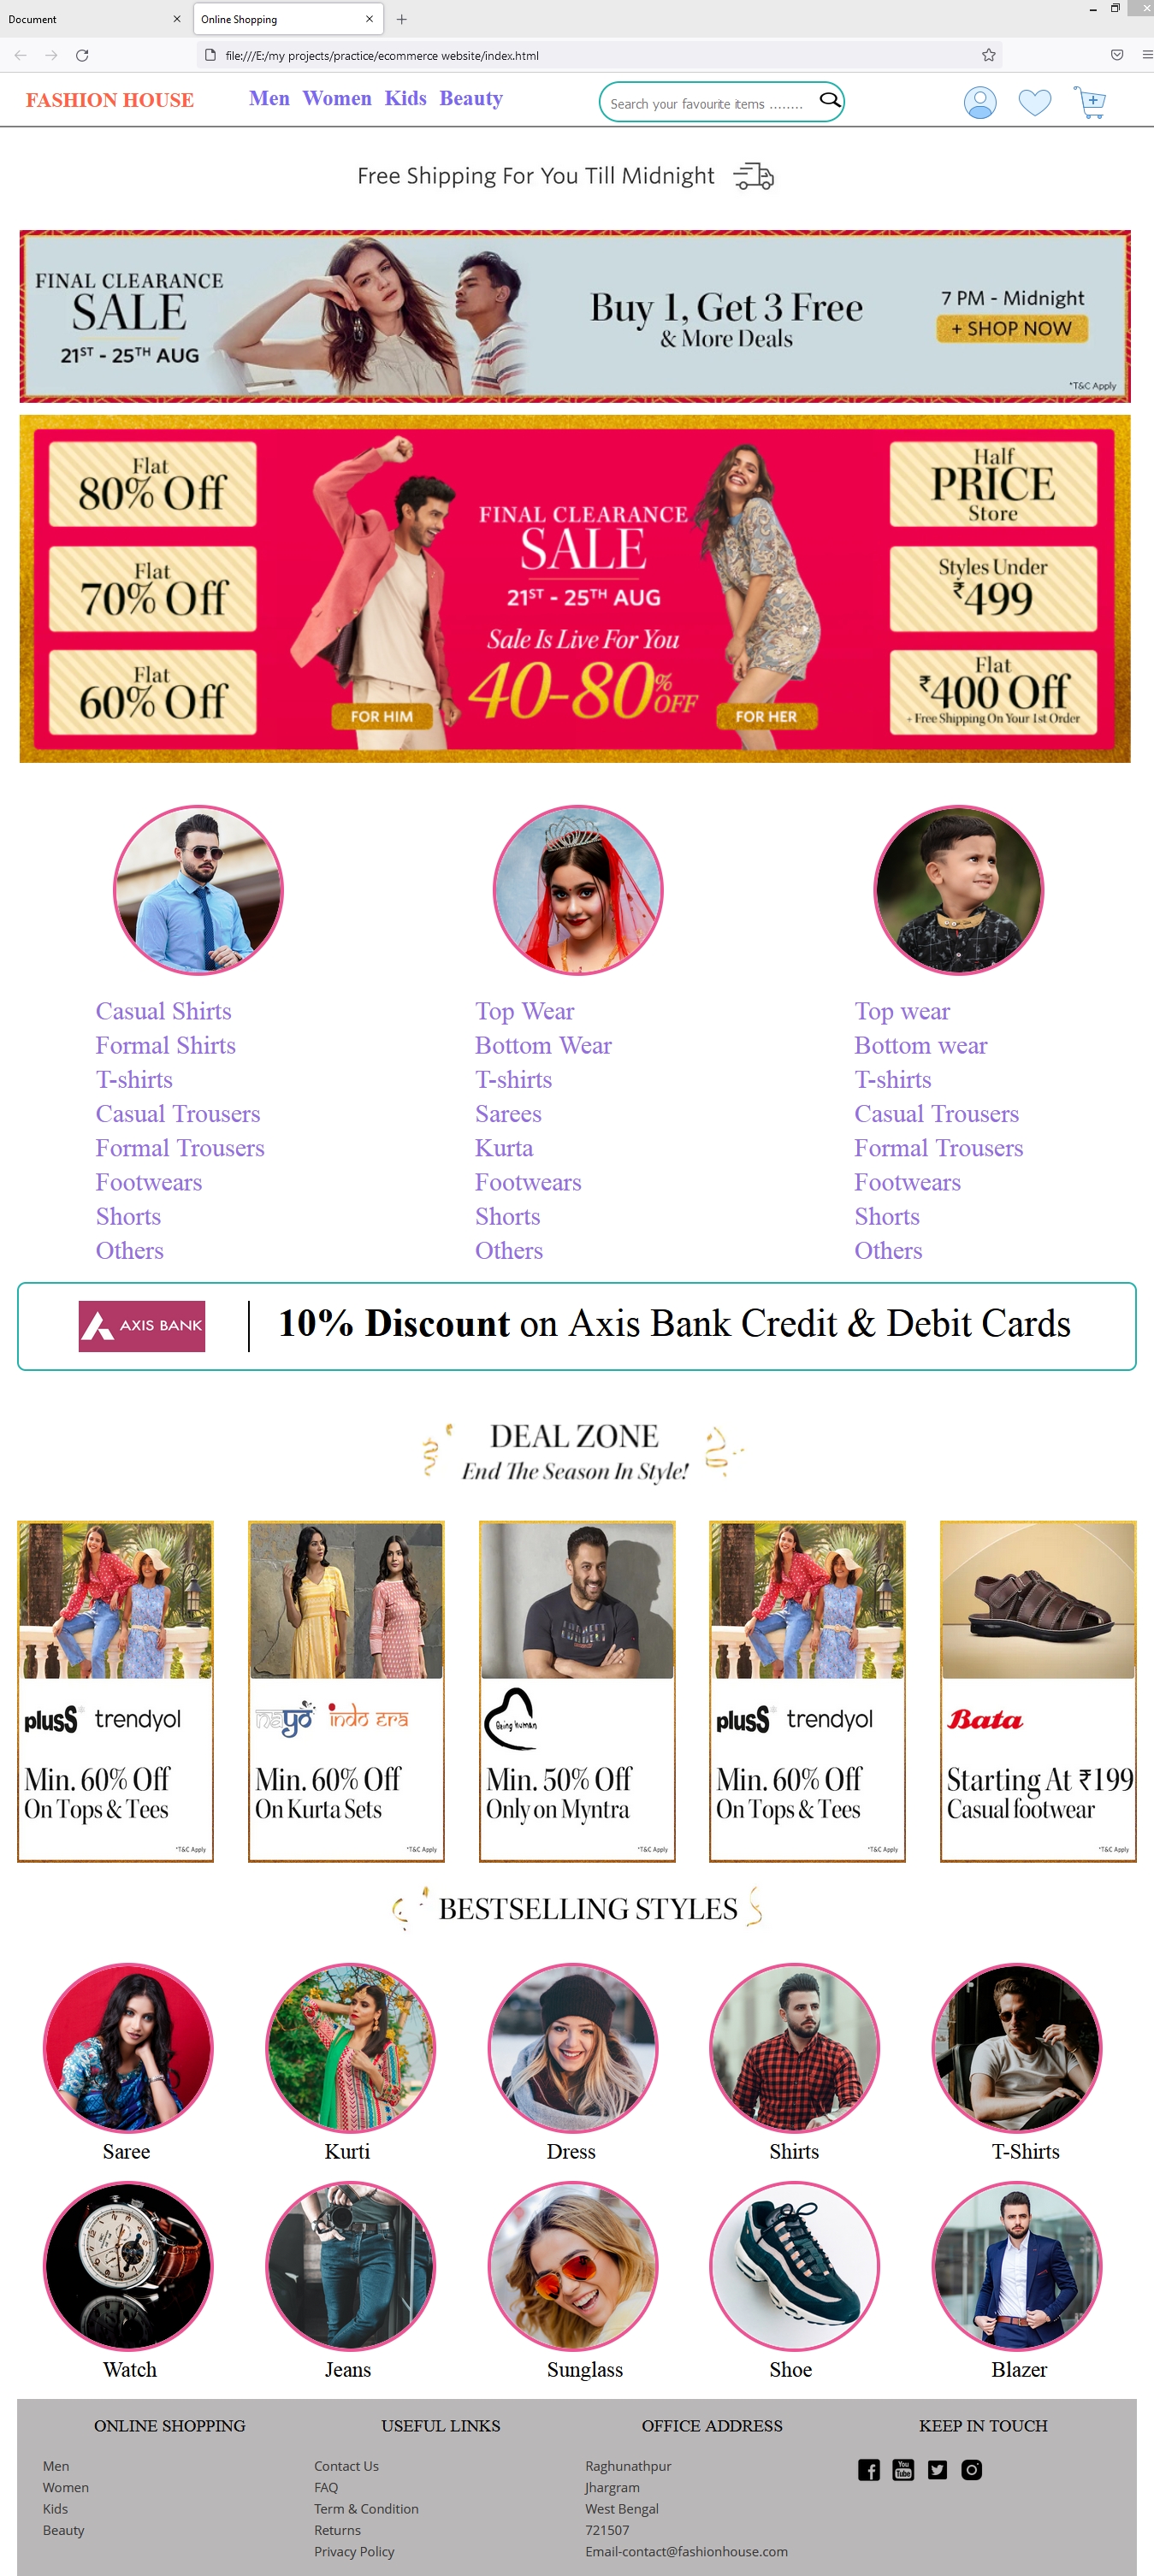 Document
Online Shopping
file:///E:/my projects/practice/ecommerce website/index.html
FASHION HOUSE
Men Women Kids Beauty
Search your favourite items ........
Free Shipping For You Till Midnight
FINAL CLEARANCE
SALE
21ST - 25TH AUG
Buy 1, Get 3 Free
& More Deals
7 PM - Midnight
+ SHOP NOW
*T&C Apply
Flat
80% Off
Flat
70% Off
Flat
60% Off
FINAL CLEARANCE
SALE
21ST - 25TH AUG
Sale Is Live For You
40-80% OFF
FOR HIM
FOR HER
Half
PRICE
Store
Styles Under
₹499
Flat
₹400 Off
+ Free Shipping On Your 1st Order
Casual Shirts
Formal Shirts
T-shirts
Casual Trousers
Formal Trousers
Footwears
Shorts
Others
Top Wear
Bottom Wear
T-shirts
Sarees
Kurta
Footwears
Shorts
Others
Top wear
Bottom wear
T-shirts
Casual Trousers
Formal Trousers
Footwears
Shorts
Others
AXIS BANK
10% Discount on Axis Bank Credit & Debit Cards
DEAL ZONE
End The Season In Style!
plusS trendyol
Min. 60% Off
On Tops & Tees
*T&C Apply
nayo indo era
Min. 60% Off
On Kurta Sets
*T&C Apply
Being human
Min. 50% Off
Only on Myntra
*T&C Apply
plusS trendyol
Min. 60% Off
On Tops & Tees
*T&C Apply
Bata
Starting At ₹199
Casual footwear
*T&C Apply
BESTSELLING STYLES
Saree
Kurti
Dress
Shirts
T-Shirts
Watch
Jeans
Sunglass
Shoe
Blazer
ONLINE SHOPPING
Men
Women
Kids
Beauty
USEFUL LINKS
Contact Us
FAQ
Term & Condition
Returns
Privacy Policy
OFFICE ADDRESS
Raghunathpur
Jhargram
West Bengal
721507
Email-contact@fashionhouse.com
KEEP IN TOUCH
You
Tube